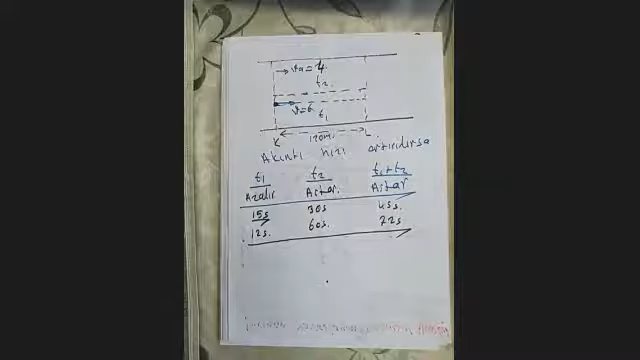 ϑa = 4
t2
ϑ = 6
t1
K 120m. L
Akıntı hızı artırılırsa
t1 t2 t1+t2
Azalır Artar. Artar
15s 30s 45s.
12s. 60s. 72s